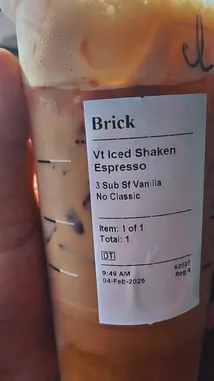 Brick
Vt Iced Shaken
Espresso
3 Sub Sf Vanilla
No Classic
Item: 1 of 1
Total: 1
DT
9:49 AM
04-Feb-2026
Reg 4